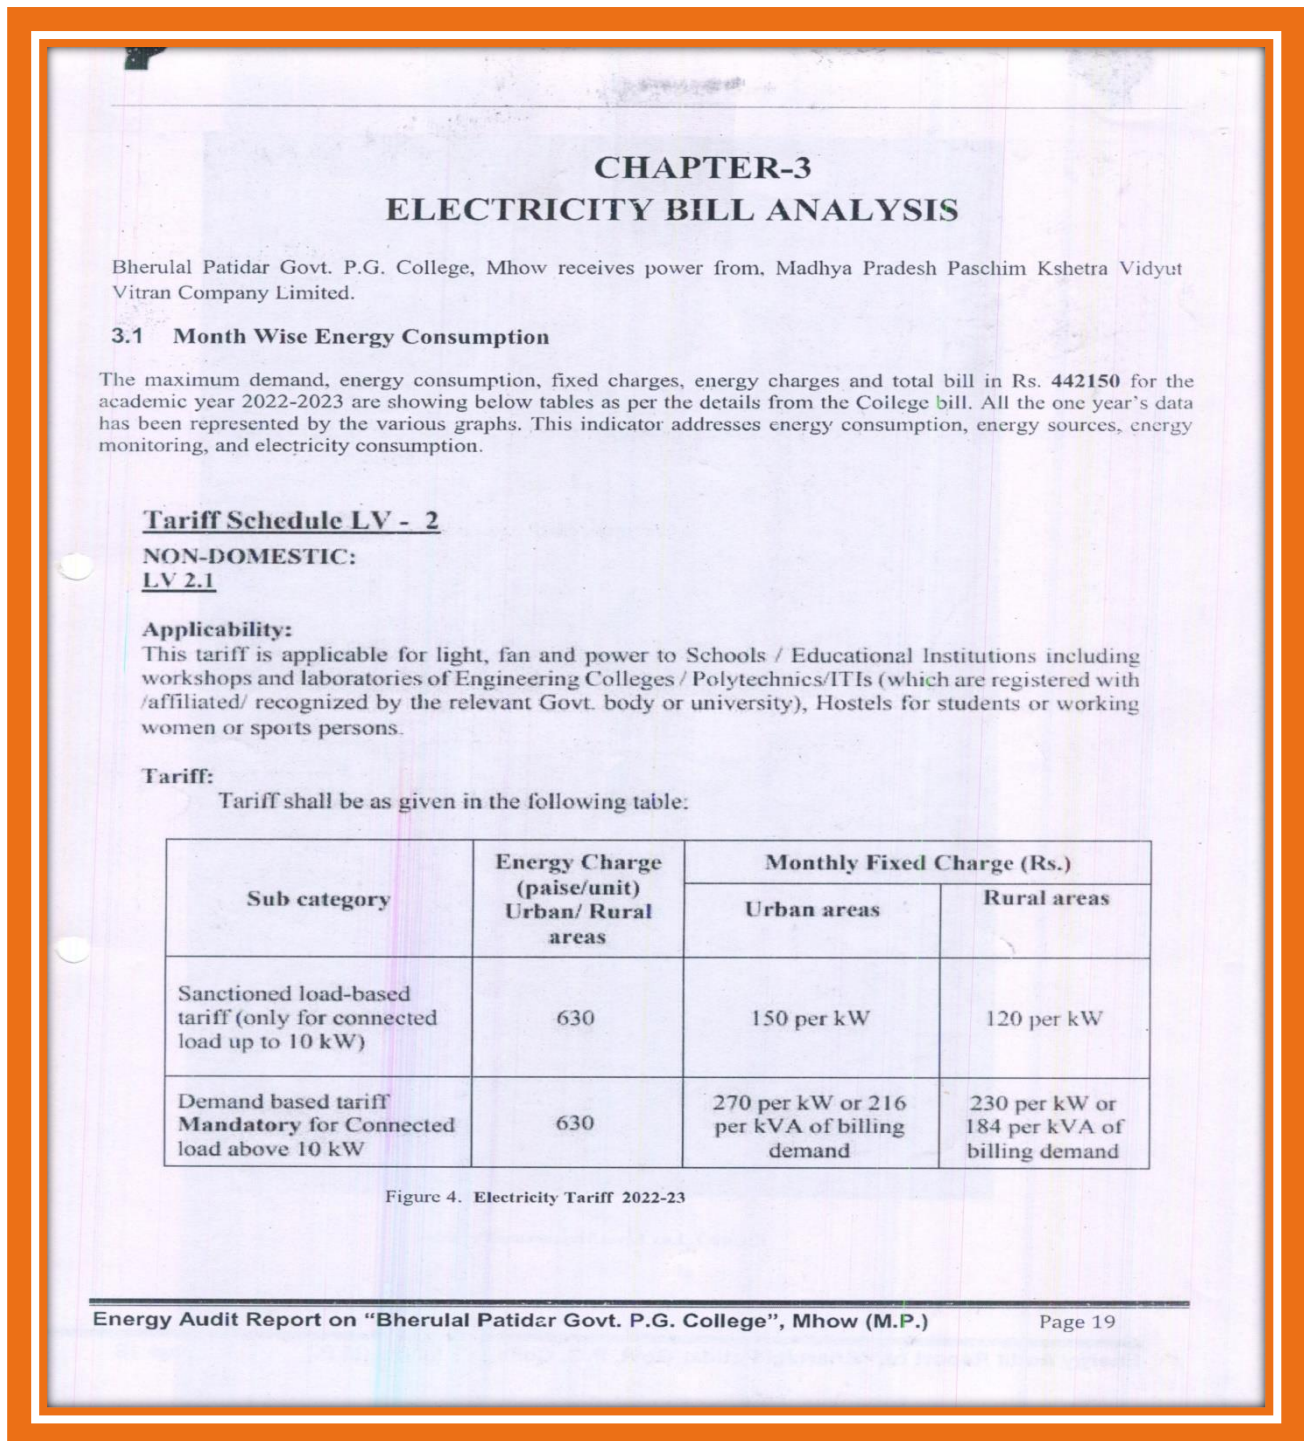 CHAPTER-3
ELECTRICITY BILL ANALYSIS
Bherulal Patidar Govt. P.G. College, Mhow receives power from, Madhya Pradesh Paschim Kshetra Vidyut
Vitran Company Limited.
3.1 Month Wise Energy Consumption
The maximum demand, energy consumption, fixed charges, energy charges and total bill in Rs. 442150 for the
academic year 2022-2023 are showing below tables as per the details from the College bill. All the one year's data
has been represented by the various graphs. This indicator addresses energy consumption, energy sources, energy
monitoring, and electricity consumption.
Tariff Schedule LV - 2
NON-DOMESTIC:
LV 2.1
Applicability:
This tariff is applicable for light, fan and power to Schools / Educational Institutions including
workshops and laboratories of Engineering Colleges / Polytechnics/ITIs (which are registered with
/affiliated/ recognized by the relevant Govt. body or university), Hostels for students or working
women or sports persons.
Tariff:
Tariff shall be as given in the following table:
Sub category
Energy Charge
(paise/unit)
Urban/ Rural
areas
Monthly Fixed Charge (Rs.)
Urban areas
Rural areas
Sanctioned load-based
tariff (only for connected
load up to 10 kW)
630
150 per kW
120 per kW
Demand based tariff
Mandatory for Connected
load above 10 kW
630
270 per kW or 216
per kVA of billing
demand
230 per kW or
184 per kVA of
billing demand
Figure 4. Electricity Tariff 2022-23
Energy Audit Report on “Bherulal Patidar Govt. P.G. College”, Mhow (M.P.) Page 19